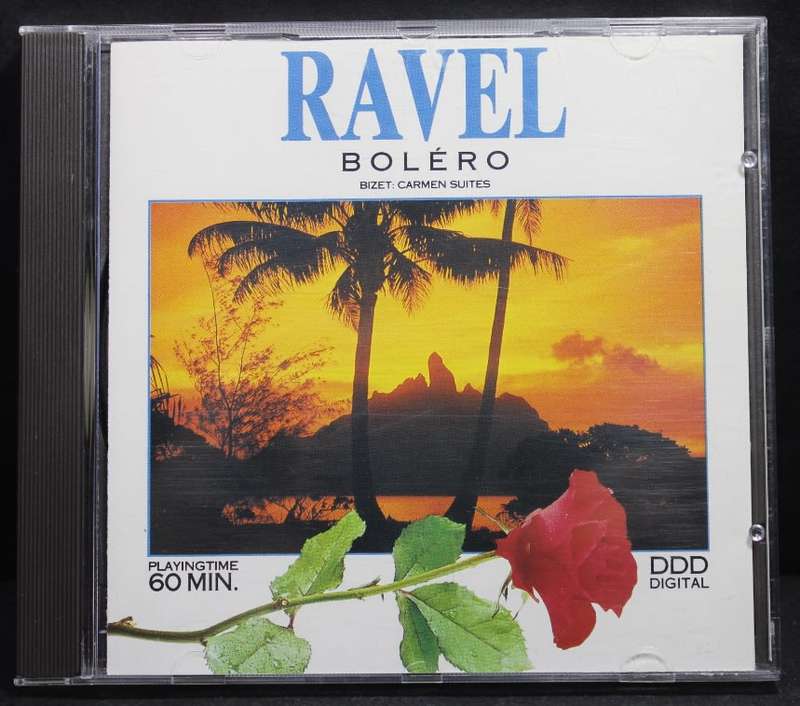 RAVEL
BOLÉRO
BIZET: CARMEN SUITES
PLAYINGTIME
60 MIN.
DDD
DIGITAL